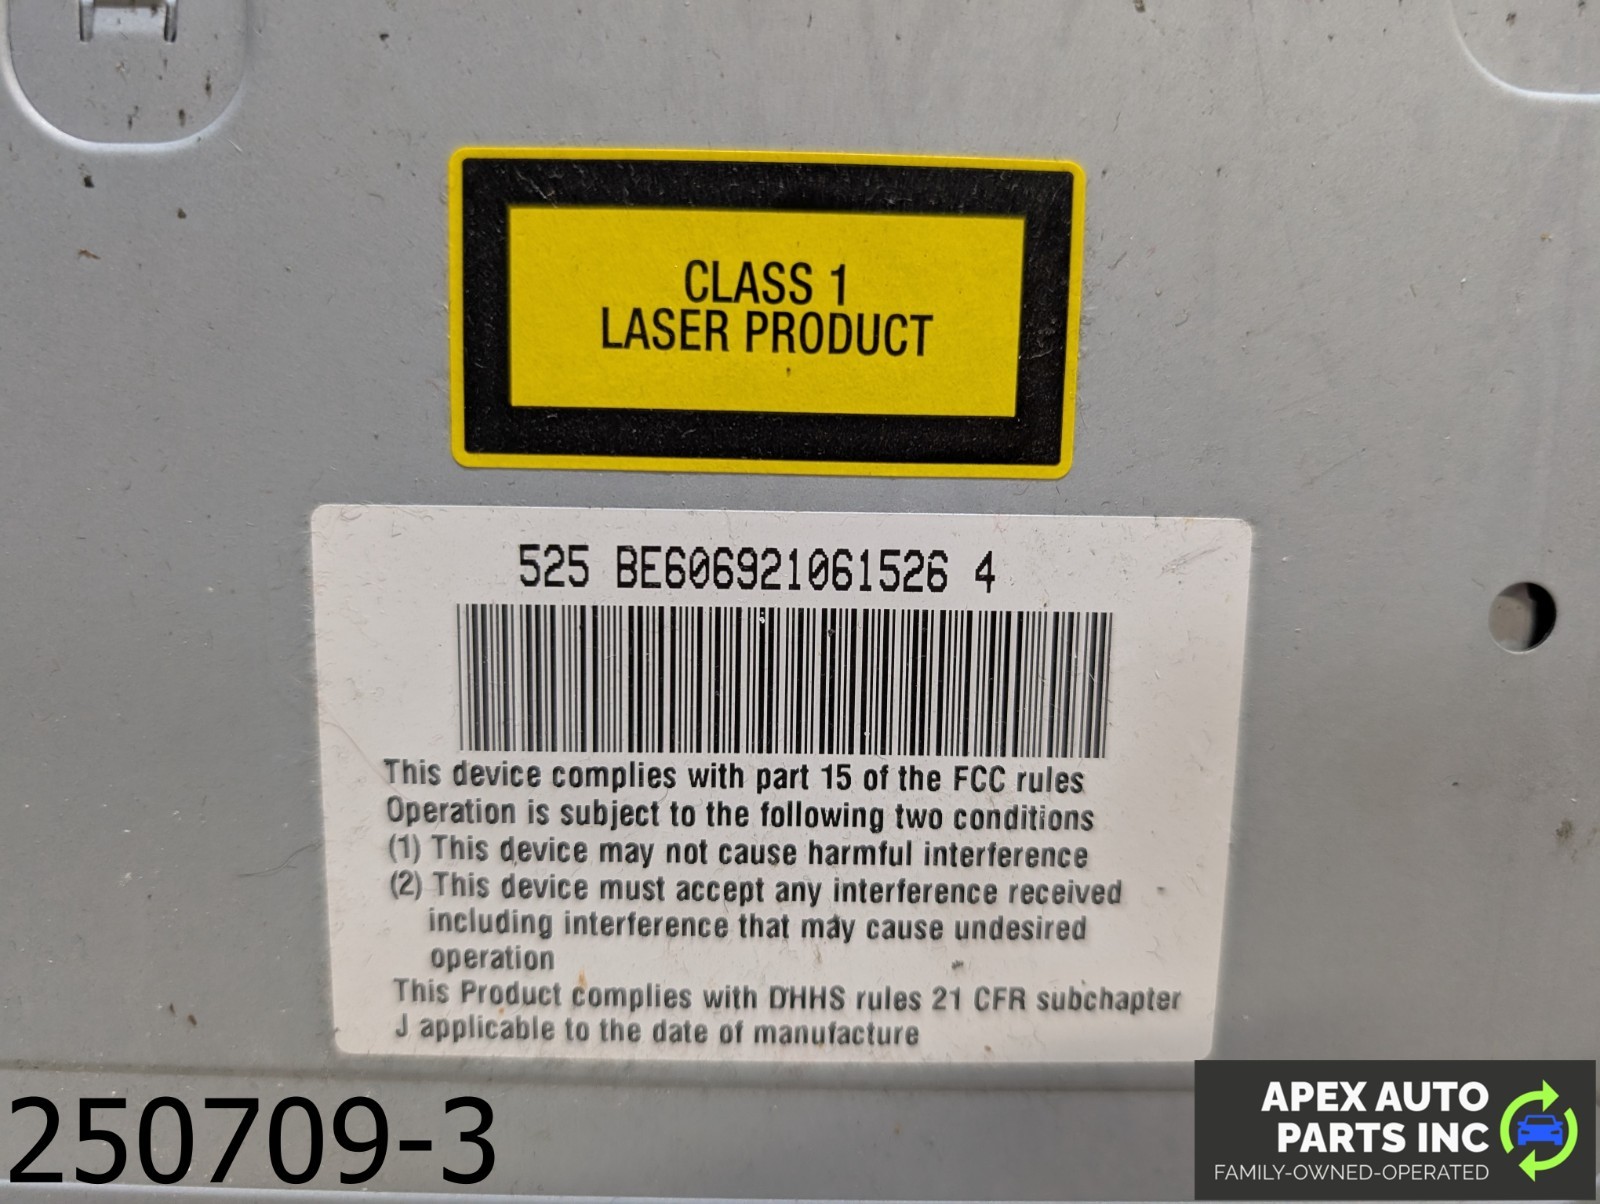 CLASS 1
LASER PRODUCT
525 BE606921061526 4
This device complies with part 15 of the FCC rules
Operation is subject to the following two conditions
(1) This device may not cause harmful interference
(2) This device must accept any interference received
including interference that may cause undesired
operation
This Product complies with DHHS rules 21 CFR subchapter
J applicable to the date of manufacture
250709-3
APEX AUTO
PARTS INC
FAMILY-OWNED-OPERATED